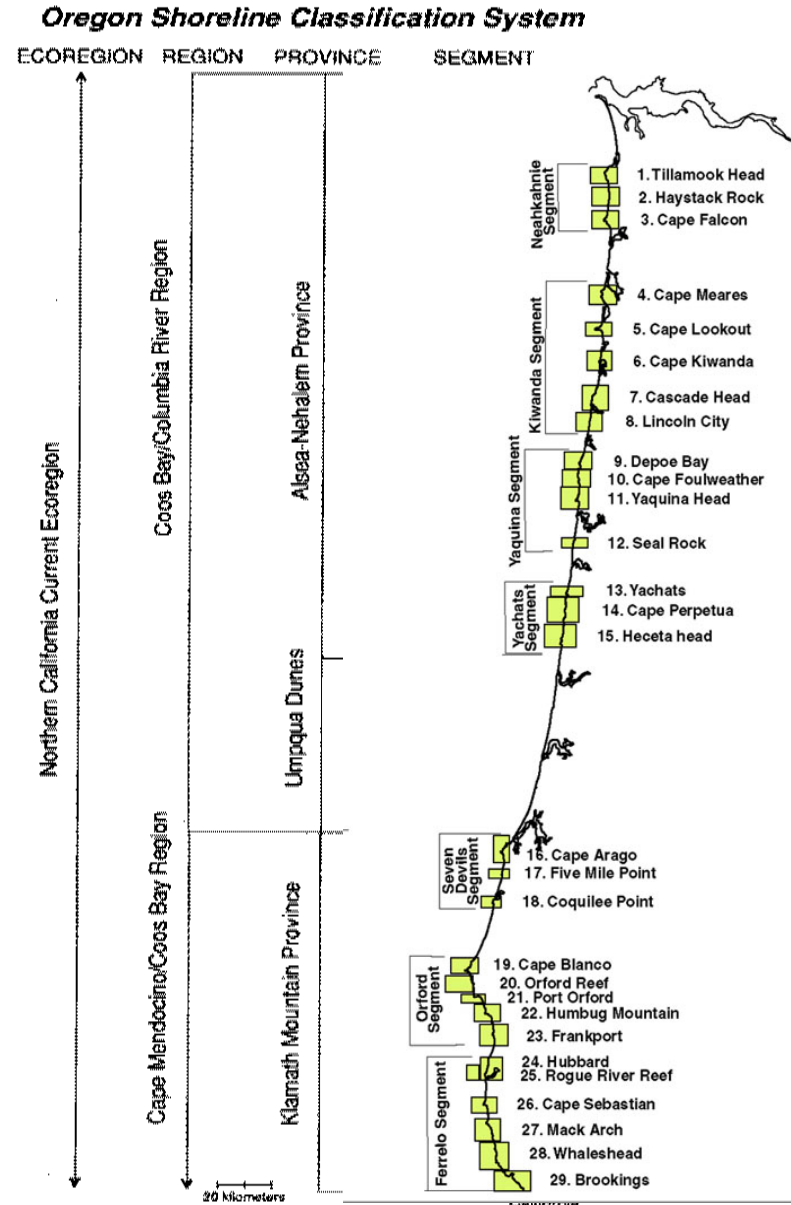 Oregon Shoreline Classification System
ECOREGION REGION PROVINCE SEGMENT
Northern California Current Ecoregion
Coos Bay/Columbia River Region
Cape Mendocino/Coos Bay Region
Alsea-Nehalem Province
Umpqua Dunes
Klamath Mountain Province
Neahkahnie
Segment
1. Tillamook Head
2. Haystack Rock
3. Cape Falcon
Kiwanda Segment
4. Cape Meares
5. Cape Lookout
6. Cape Kiwanda
7. Cascade Head
8. Lincoln City
Yaquina Segment
9. Depoe Bay
10. Cape Foulweather
11. Yaquina Head
12. Seal Rock
Yachats
Segment
13. Yachats
14. Cape Perpetua
15. Heceta head
Seven
Devils
Segment
16. Cape Arago
17. Five Mile Point
18. Coquilee Point
Orford
Segment
19. Cape Blanco
20. Orford Reef
21. Port Orford
22. Humbug Mountain
23. Frankport
Ferrelo Segment
24. Hubbard
25. Rogue River Reef
26. Cape Sebastian
27. Mack Arch
28. Whaleshead
29. Brookings
20 Kilometers